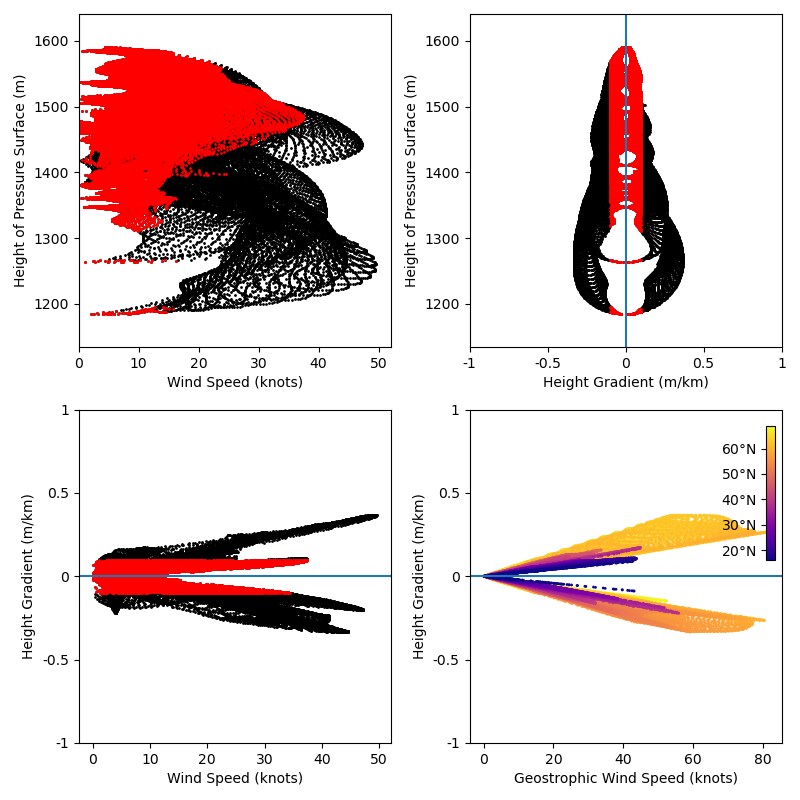 1600
1500
1400
1300
1200
Height of Pressure Surface (m)
0 10 20 30 40 50
Wind Speed (knots)
1600
1500
1400
1300
1200
Height of Pressure Surface (m)
-1 -0.5 0 0.5 1
Height Gradient (m/km)
1
0.5
0
-0.5
-1
Height Gradient (m/km)
0 10 20 30 40 50
Wind Speed (knots)
1
0.5
0
-0.5
-1
Height Gradient (m/km)
60°N
50°N
40°N
30°N
20°N
0 20 40 60 80
Geostrophic Wind Speed (knots)